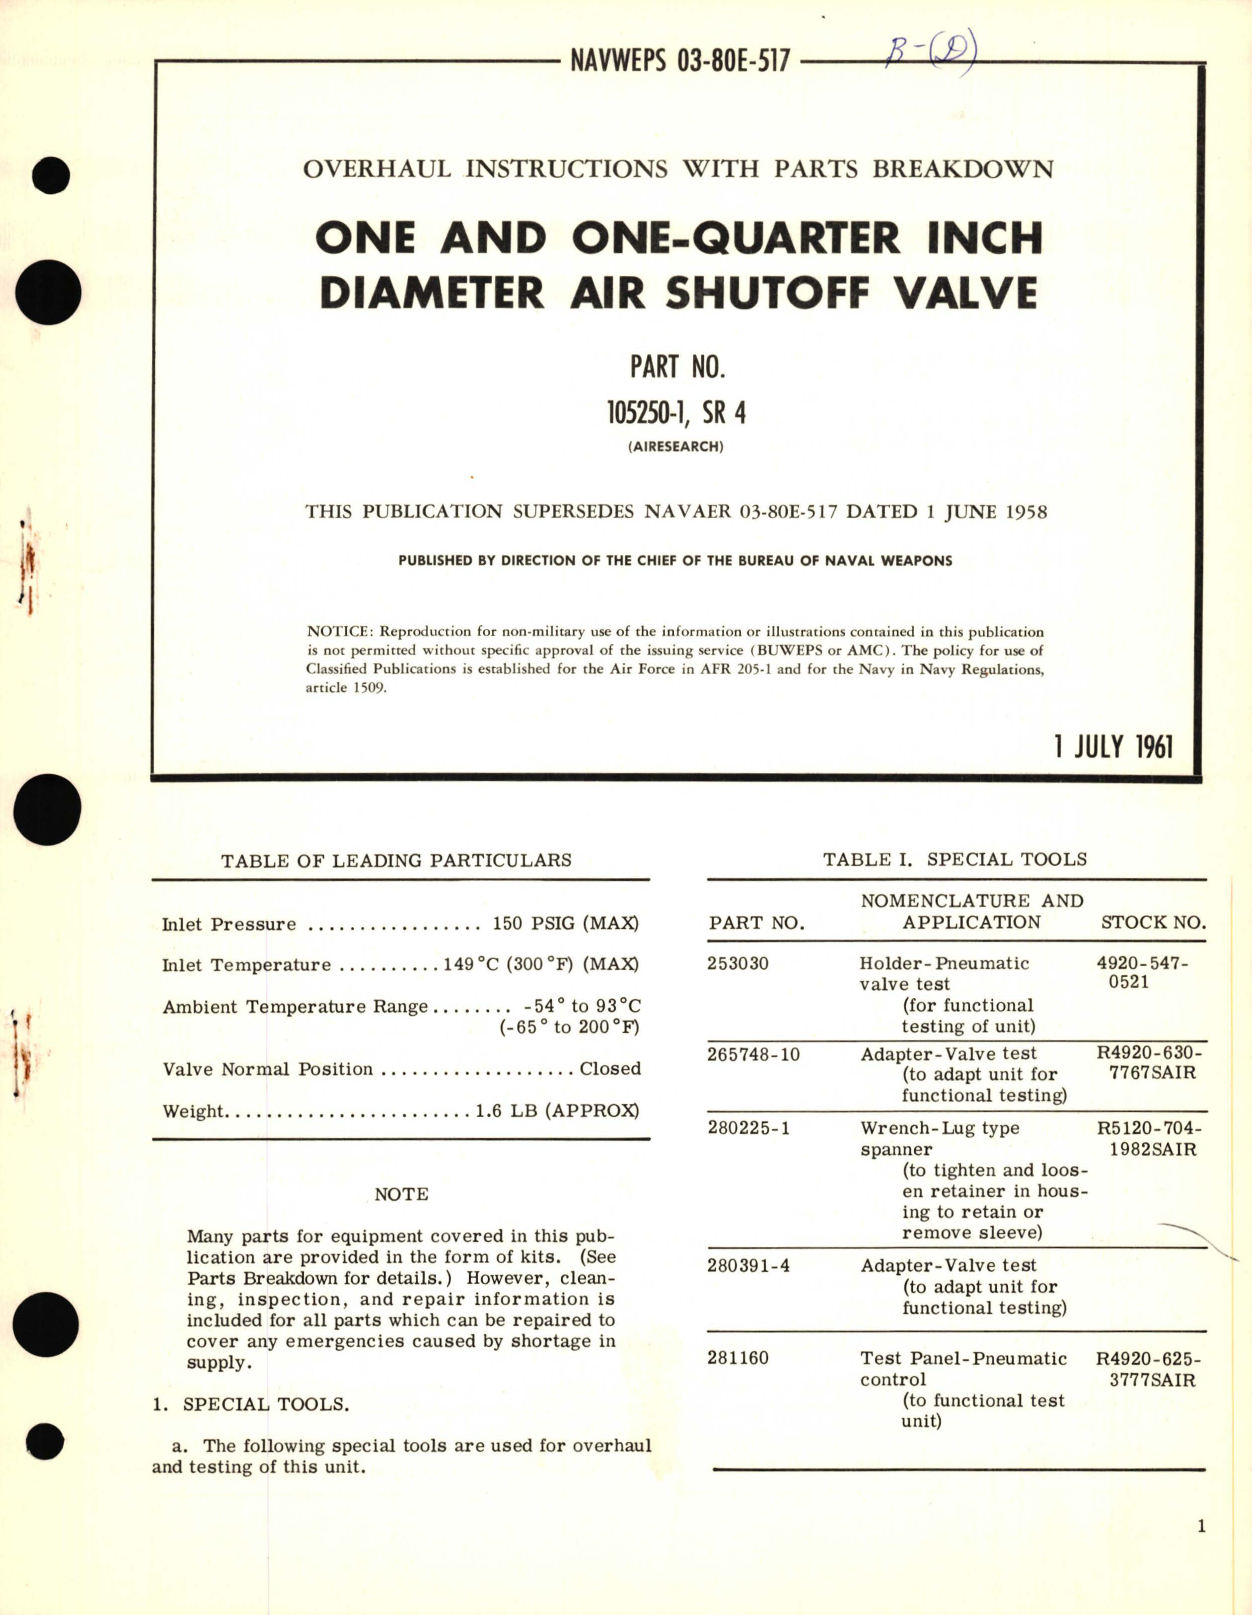 NAVWEPS 03-80E-517
B-(D)
OVERHAUL INSTRUCTIONS WITH PARTS BREAKDOWN
ONE AND ONE-QUARTER INCH
DIAMETER AIR SHUTOFF VALVE
PART NO.
105250-1, SR 4
(AIRESEARCH)
THIS PUBLICATION SUPERSEDES NAVAER 03-80E-517 DATED 1 JUNE 1958
PUBLISHED BY DIRECTION OF THE CHIEF OF THE BUREAU OF NAVAL WEAPONS
NOTICE: Reproduction for non-military use of the information or illustrations contained in this publication
is not permitted without specific approval of the issuing service (BUWEPS or AMC). The policy for use of
Classified Publications is established for the Air Force in AFR 205-1 and for the Navy in Navy Regulations,
article 1509.
1 JULY 1961
TABLE OF LEADING PARTICULARS
Inlet Pressure ................. 150 PSIG (MAX)
Inlet Temperature .......... 149°C (300°F) (MAX)
Ambient Temperature Range ........ -54° to 93°C
(-65° to 200°F)
Valve Normal Position ................... Closed
Weight........................ 1.6 LB (APPROX)
NOTE
Many parts for equipment covered in this pub-
lication are provided in the form of kits. (See
Parts Breakdown for details.) However, clean-
ing, inspection, and repair information is
included for all parts which can be repaired to
cover any emergencies caused by shortage in
supply.
1. SPECIAL TOOLS.
a. The following special tools are used for overhaul
and testing of this unit.
TABLE I. SPECIAL TOOLS
NOMENCLATURE AND
PART NO. APPLICATION STOCK NO.
253030 Holder-Pneumatic 4920-547-
valve test 0521
(for functional
testing of unit)
265748-10 Adapter-Valve test R4920-630-
(to adapt unit for 7767SAIR
functional testing)
280225-1 Wrench-Lug type R5120-704-
spanner 1982SAIR
(to tighten and loos-
en retainer in hous-
ing to retain or
remove sleeve)
280391-4 Adapter-Valve test
(to adapt unit for
functional testing)
281160 Test Panel-Pneumatic R4920-625-
control 3777SAIR
(to functional test
unit)
1